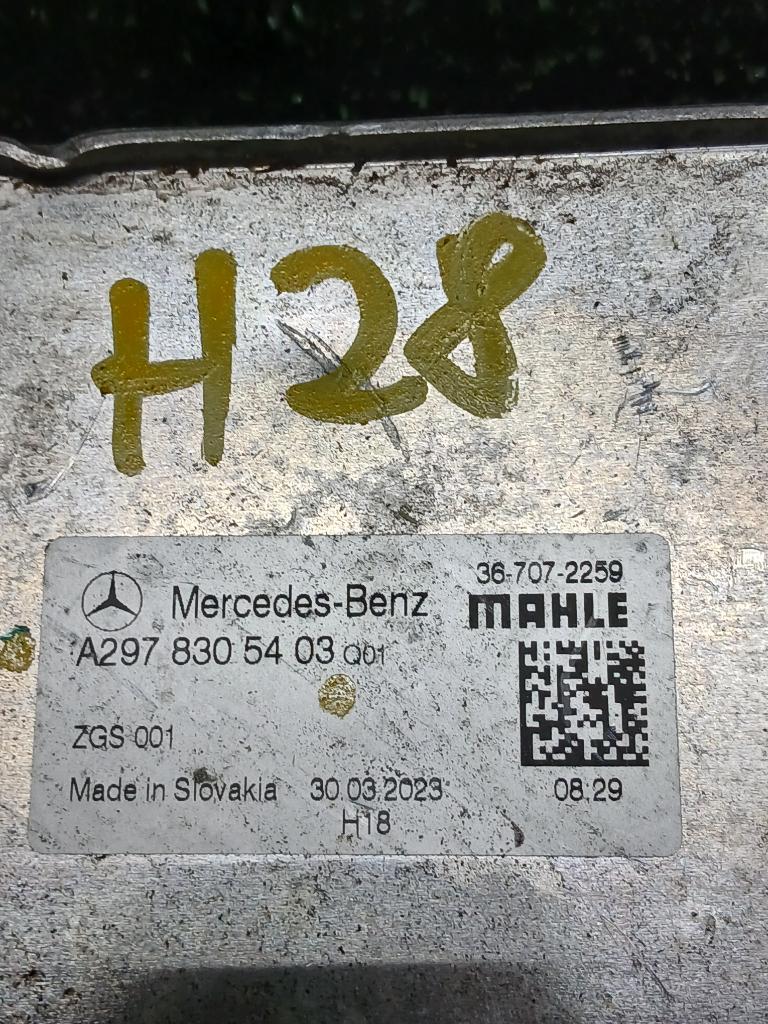 H28
36-707-2259
Mercedes-Benz MAHLE
A297 830 54 03 Q01
ZGS 001
Made in Slovakia 30.03.2023 08:29
H18